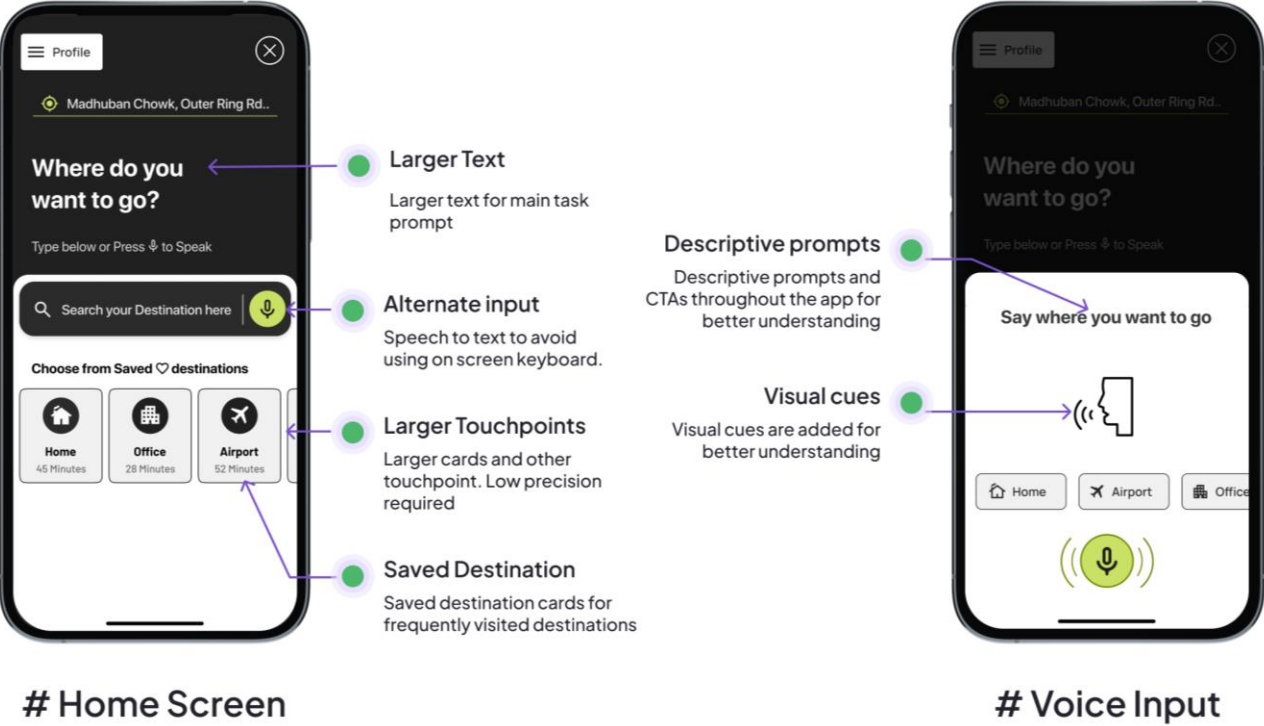 Profile
Madhuban Chowk, Outer Ring Rd..
Where do you
want to go?
Type below or Press to Speak
Search your Destination here
Choose from Saved ♡ destinations
Home
45 Minutes
Office
28 Minutes
Airport
52 Minutes
# Home Screen
Larger Text
Larger text for main task
prompt
Alternate input
Speech to text to avoid
using on screen keyboard.
Larger Touchpoints
Larger cards and other
touchpoint. Low precision
required
Saved Destination
Saved destination cards for
frequently visited destinations
Descriptive prompts
Descriptive prompts and
CTAs throughout the app for
better understanding
Visual cues
Visual cues are added for
better understanding
Profile
Madhuban Chowk, Outer Ring Rd..
Where do you
want to go?
Type below or Press to Speak
Say where you want to go
Home
Airport
Office
# Voice Input